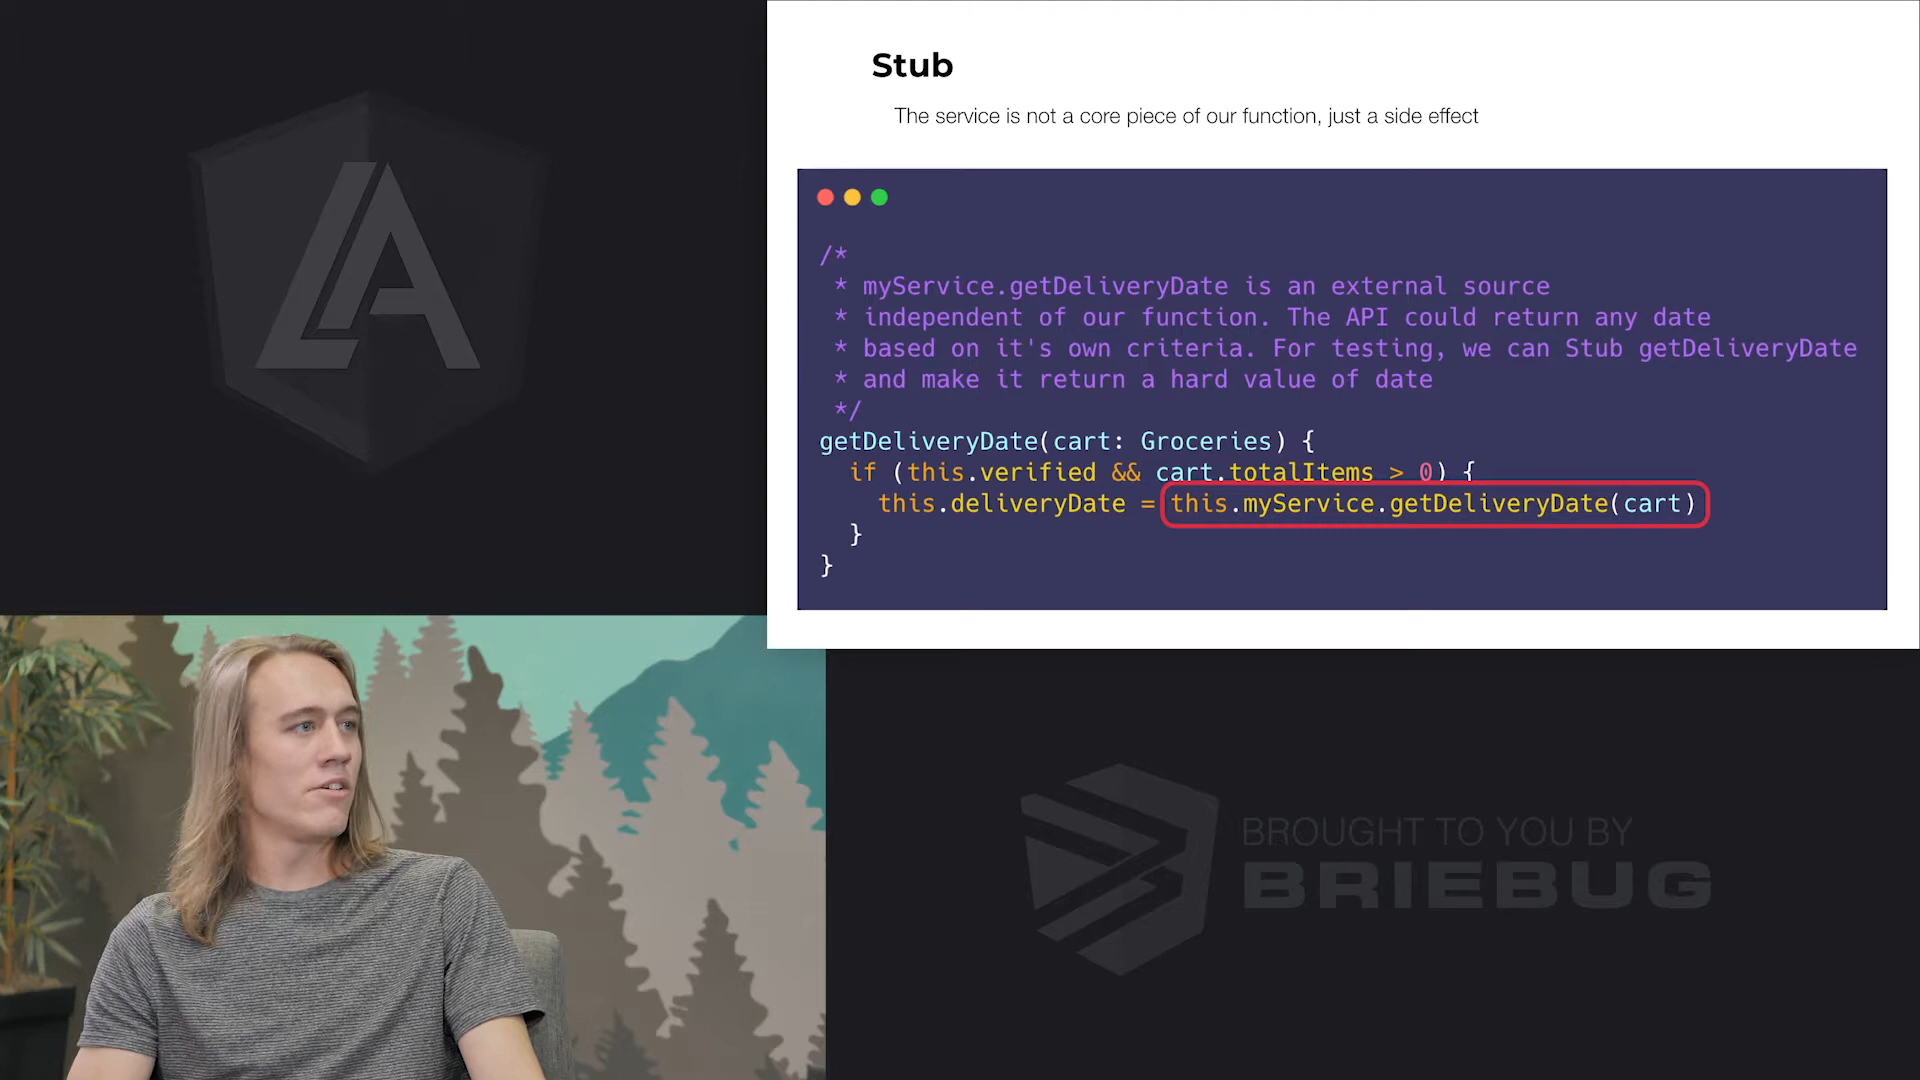 Stub
The service is not a core piece of our function, just a side effect
/*
* myService.getDeliveryDate is an external source
* independent of our function. The API could return any date
* based on it's own criteria. For testing, we can Stub getDeliveryDate
* and make it return a hard value of date
*/
getDeliveryDate(cart: Groceries) {
if (this.verified && cart.totalItems > 0) {
this.deliveryDate = this.myService.getDeliveryDate(cart)
}
}
LA
BROUGHT TO YOU BY
BRIEBUG